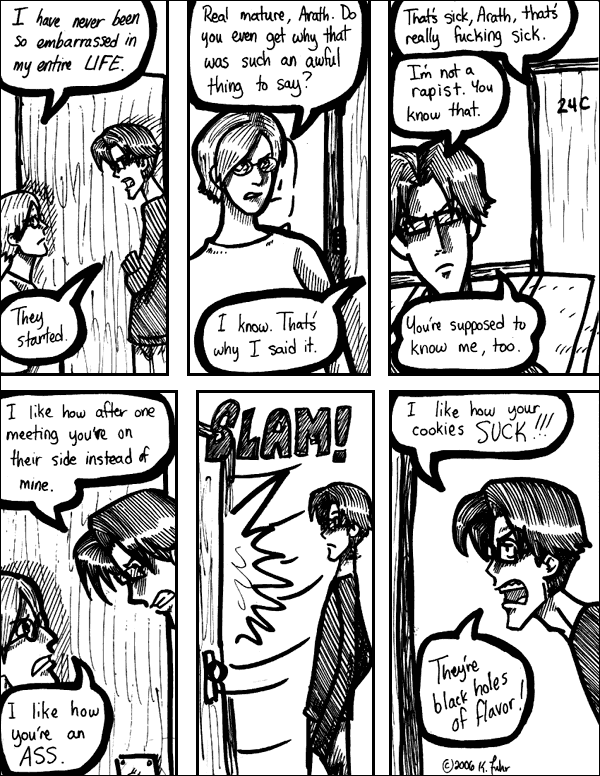 I have never been
so embarrassed in
my entire LIFE.
They
started.
Real mature, Arath. Do
you even get why that
was such an awful
thing to say?
I know. That's
why I said it.
That's sick, Arath, that's
really fucking sick.
I'm not a
rapist. You
know that.
24C
You're supposed to
know me, too.
I like how after one
meeting you're on
their side instead of
mine.
I like how
you're an
ASS.
SLAM!
I like how your
cookies SUCK!!!
They're
black holes
of flavor!
©2006 K. Fahr